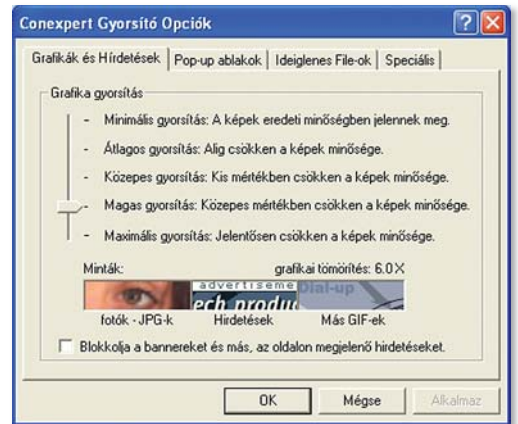 Conexpert Gyorsító Opciók
Grafikák és Hírdetések
Pop-up ablakok
Ideiglenes File-ok
Speciális
Grafika gyorsítás
- Minimális gyorsítás: A képek eredeti minőségben jelennek meg.
- Átlagos gyorsítás: Alig csökken a képek minősége.
- Közepes gyorsítás: Kis mértékben csökken a képek minősége.
- Magas gyorsítás: Közepes mértékben csökken a képek minősége.
- Maximális gyorsítás: Jelentősen csökken a képek minősége.
Minták: grafikai tömörítés: 6.0X
advertiseme
ech produ
Dial-up
fotók - JPG-k Hirdetések Más GIF-ek
Blokkolja a bannereket és más, az oldalon megjelenő hirdetéseket.
OK Mégse Alkalmaz